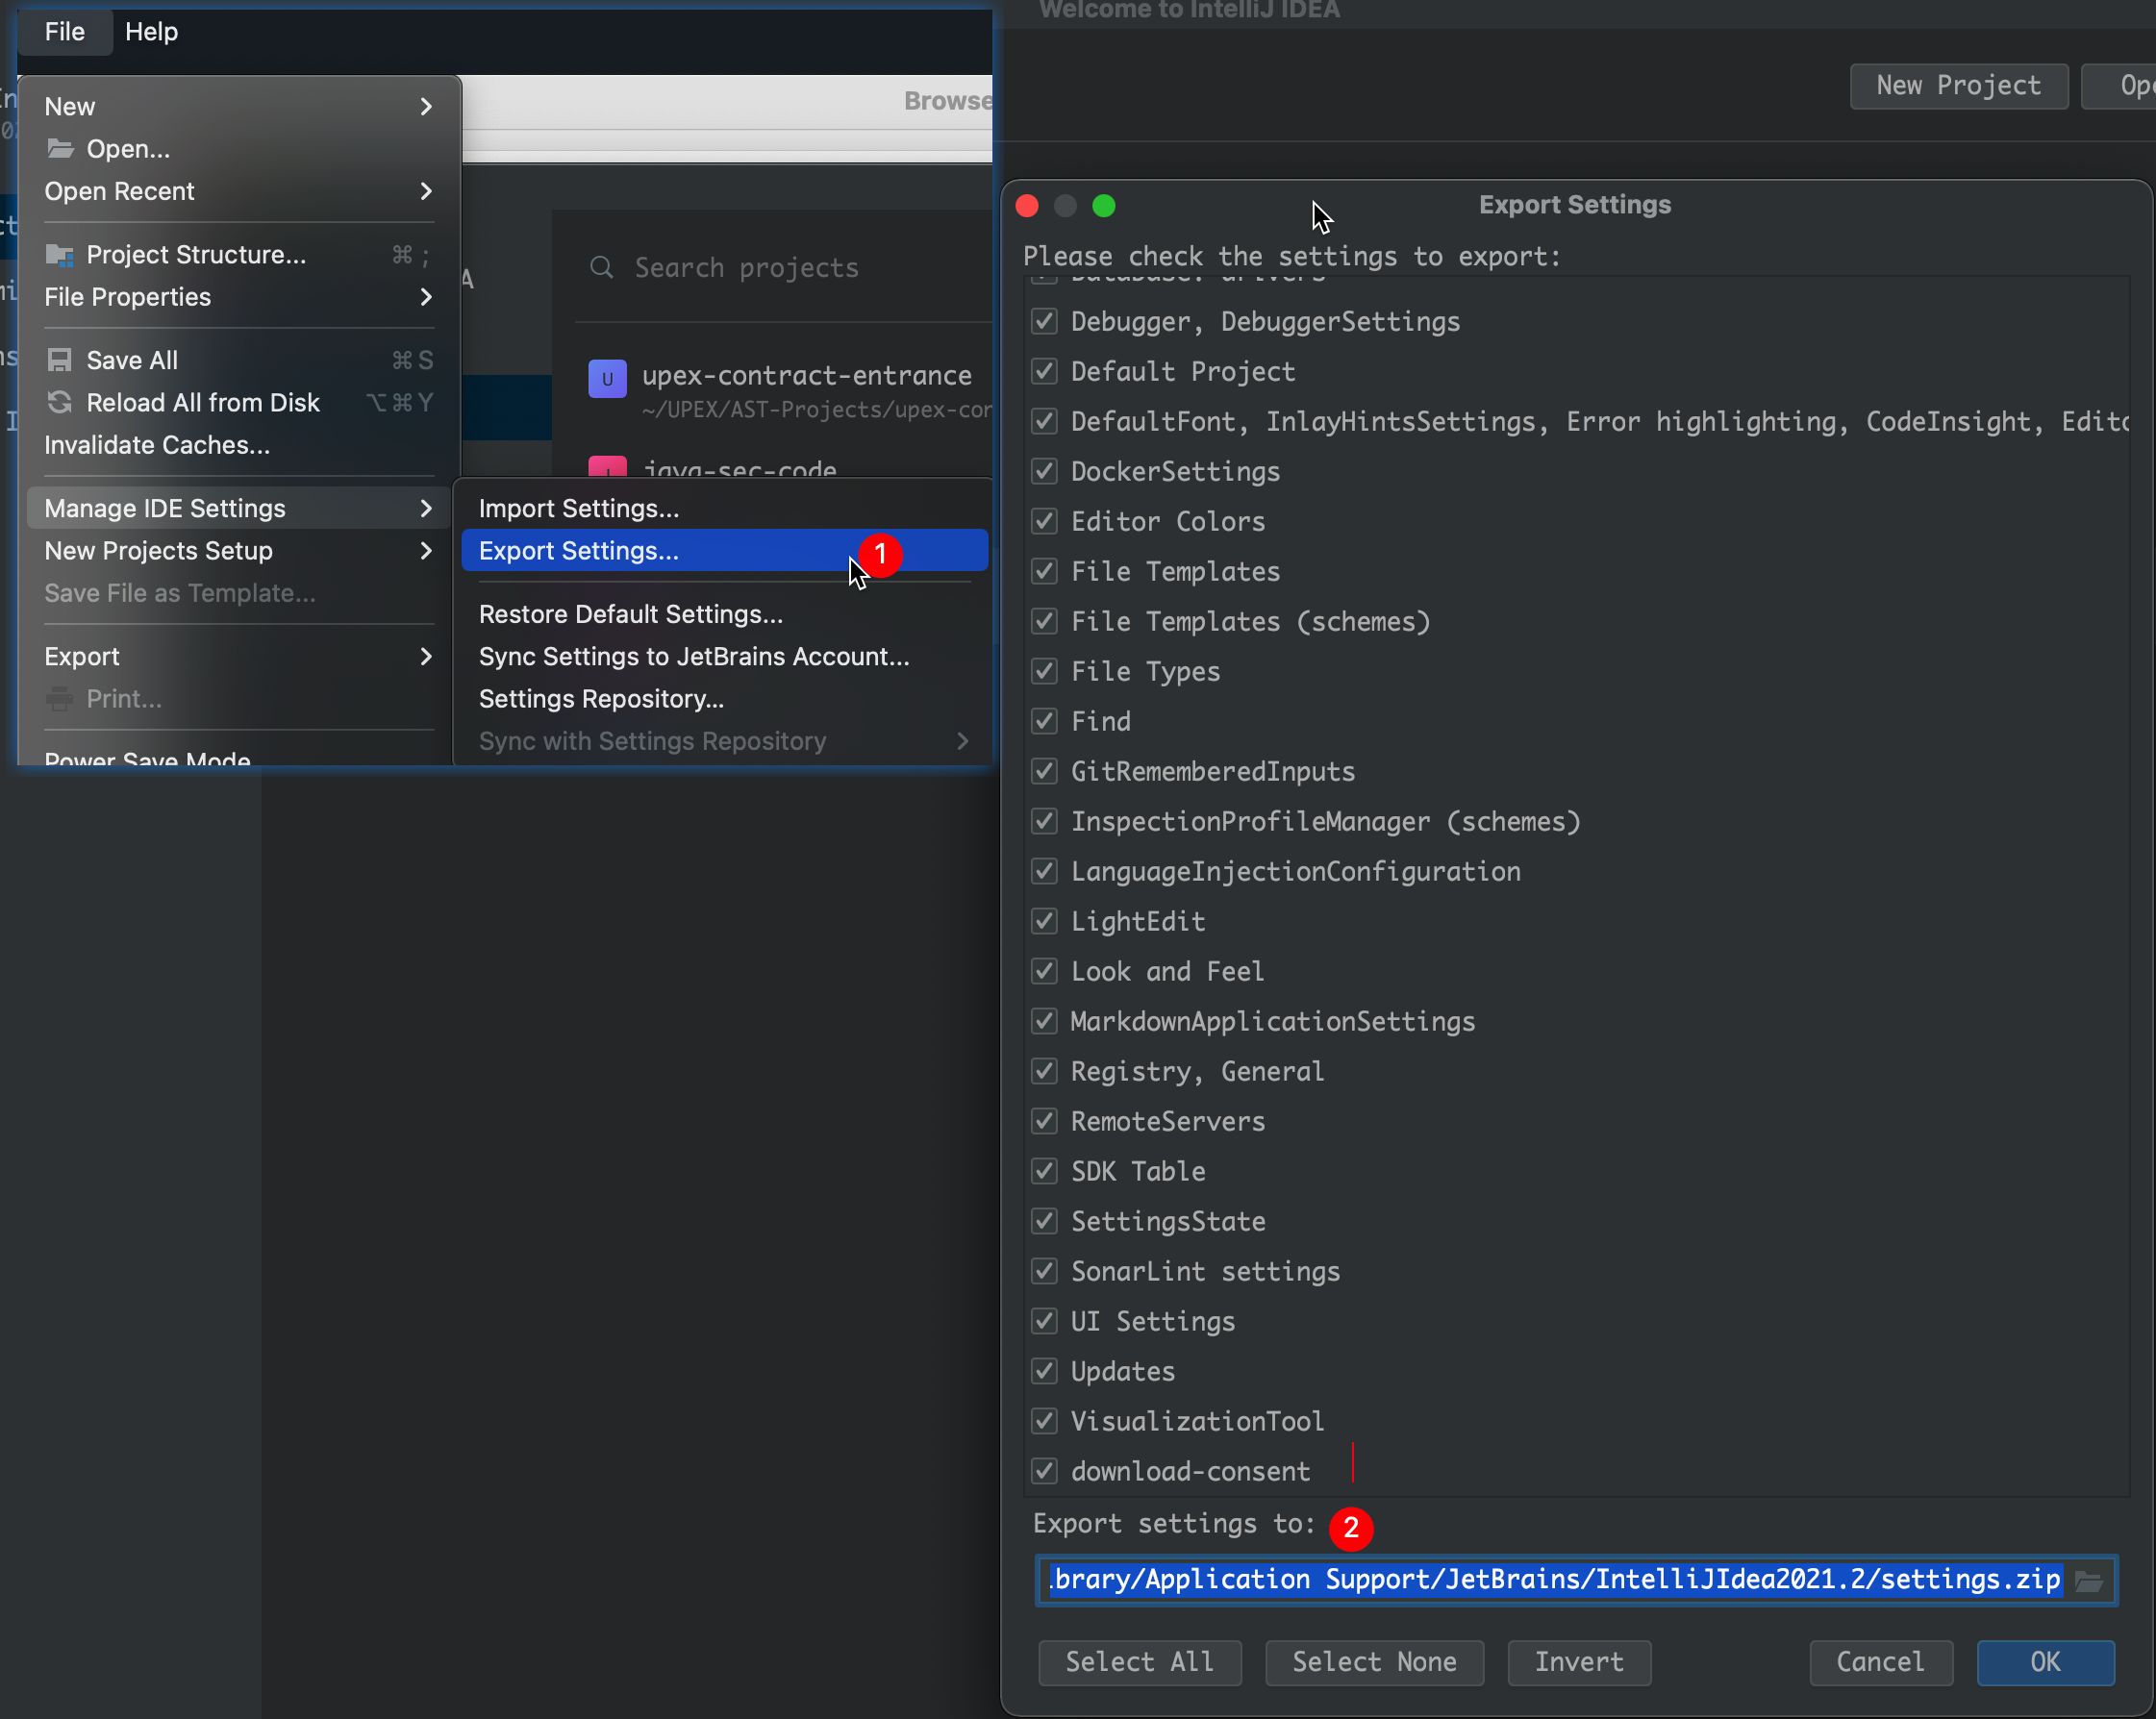 File Help
New
Open...
Open Recent
Project Structure... ⌘ ;
File Properties
Save All ⌘ S
Reload All from Disk ⌥ ⌘ Y
Invalidate Caches...
Manage IDE Settings
New Projects Setup
Save File as Template...
Export
Print...
Power Save Mode
Browse
Search projects
U upex-contract-entrance
~/UPEX/AST-Projects/upex-cor
java-sec-code
Import Settings...
Export Settings... 1
Restore Default Settings...
Sync Settings to JetBrains Account...
Settings Repository...
Sync with Settings Repository
Welcome to IntelliJ IDEA
New Project
Export Settings
Please check the settings to export:
Database: drivers
Debugger, DebuggerSettings
Default Project
DefaultFont, InlayHintsSettings, Error highlighting, CodeInsight, Edito
DockerSettings
Editor Colors
File Templates
File Templates (schemes)
File Types
Find
GitRememberedInputs
InspectionProfileManager (schemes)
LanguageInjectionConfiguration
LightEdit
Look and Feel
MarkdownApplicationSettings
Registry, General
RemoteServers
SDK Table
SettingsState
SonarLint settings
UI Settings
Updates
VisualizationTool
download-consent
Export settings to: 2
brary/Application Support/JetBrains/IntelliJIdea2021.2/settings.zip
Select All Select None Invert Cancel OK